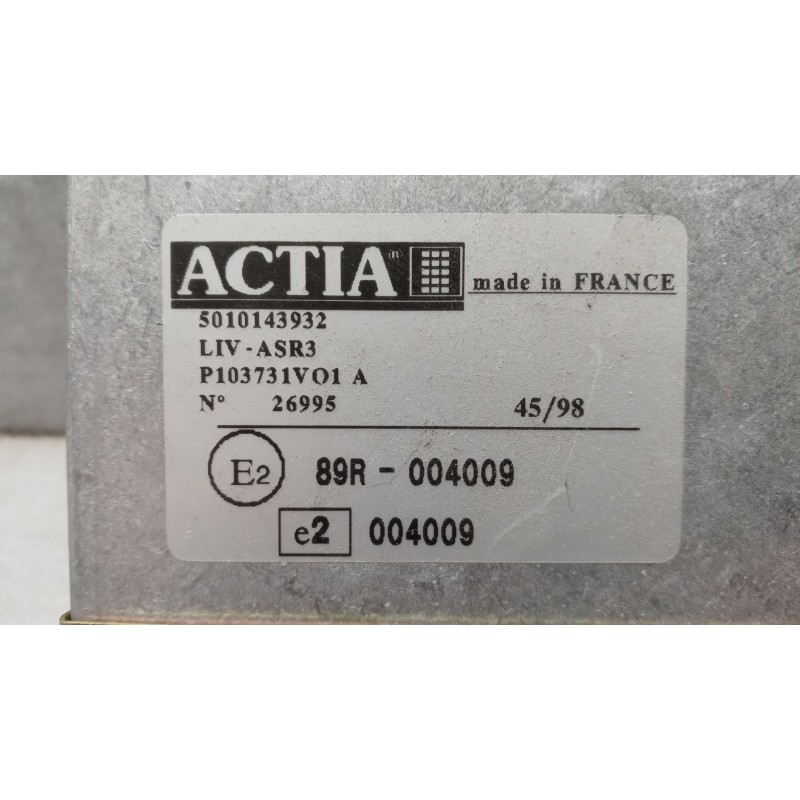 ACTIA made in FRANCE
5010143932
LIV-ASR3
P103731VO1 A
N° 26995 45/98
E2 89R - 004009
e2 004009